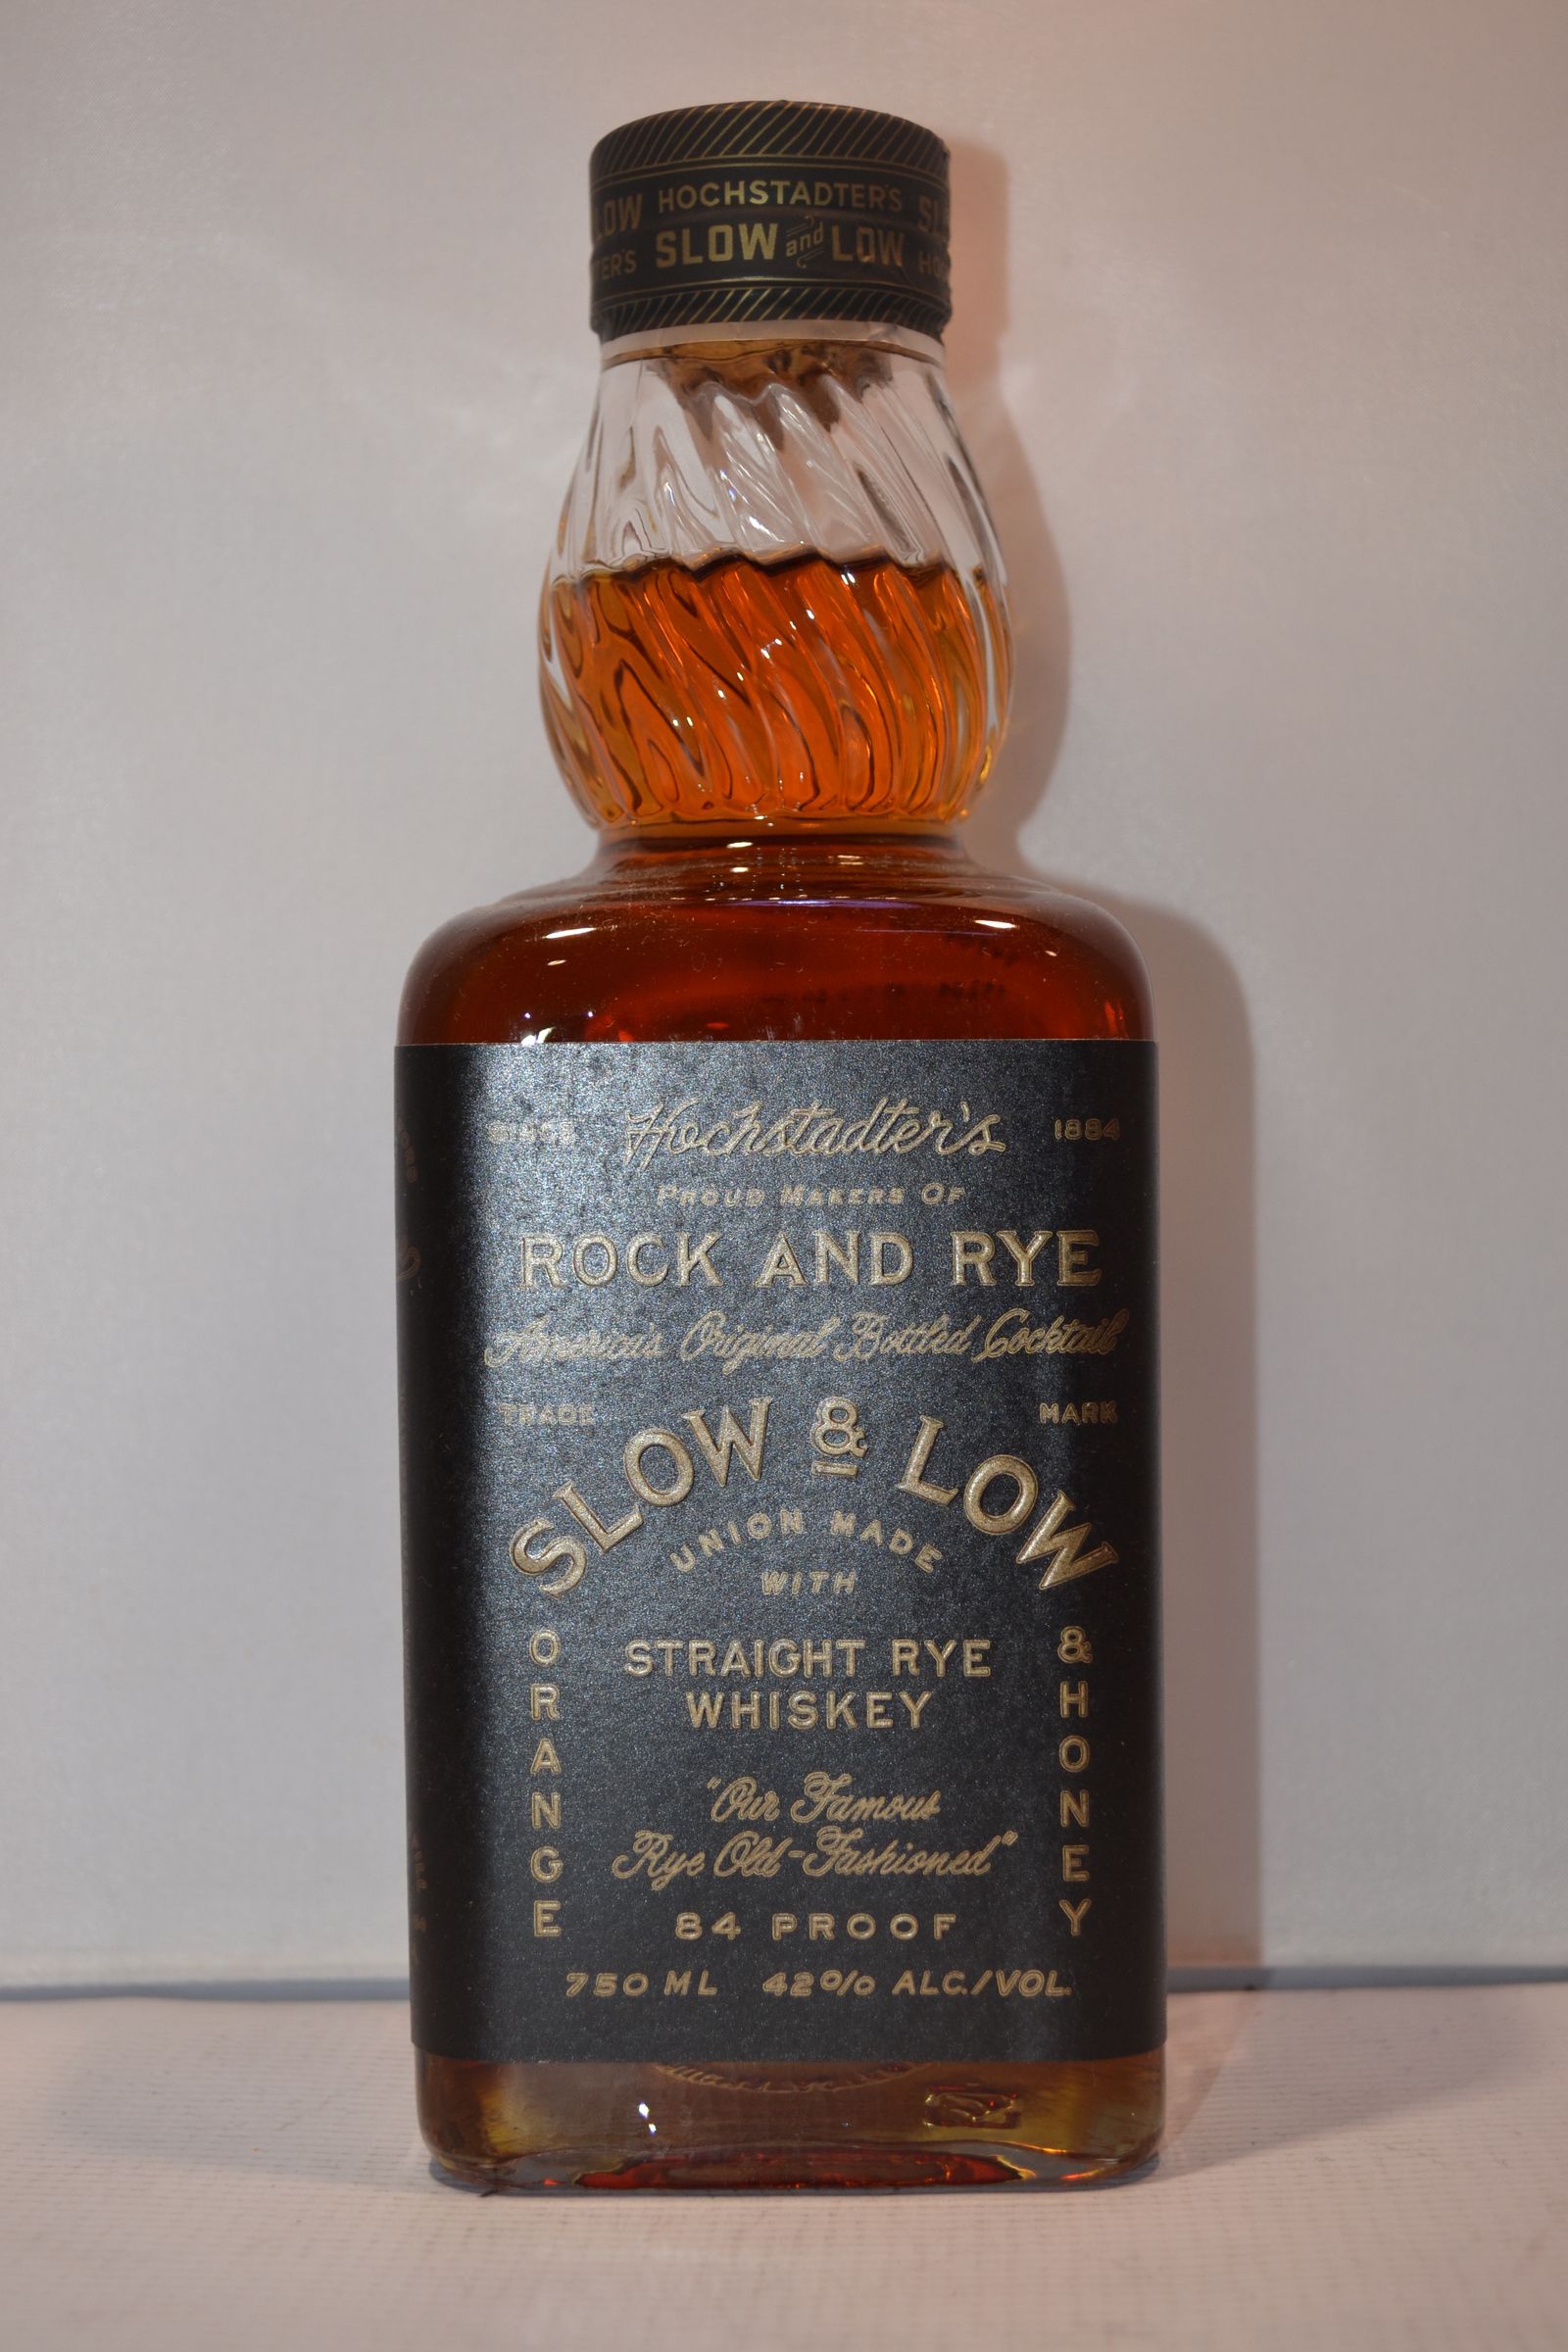 HOCHSTADTER'S
SLOW and LOW
SINCE Hochstadter's 1884
PROUD MAKERS OF
ROCK AND RYE
America's Original Bottled Cocktail
TRADE MARK
SLOW & LOW
UNION MADE
WITH
ORANGE
STRAIGHT RYE
WHISKEY
& HONEY
"Our Famous
Rye Old-Fashioned"
84 PROOF
750 ML 42% ALC./VOL.